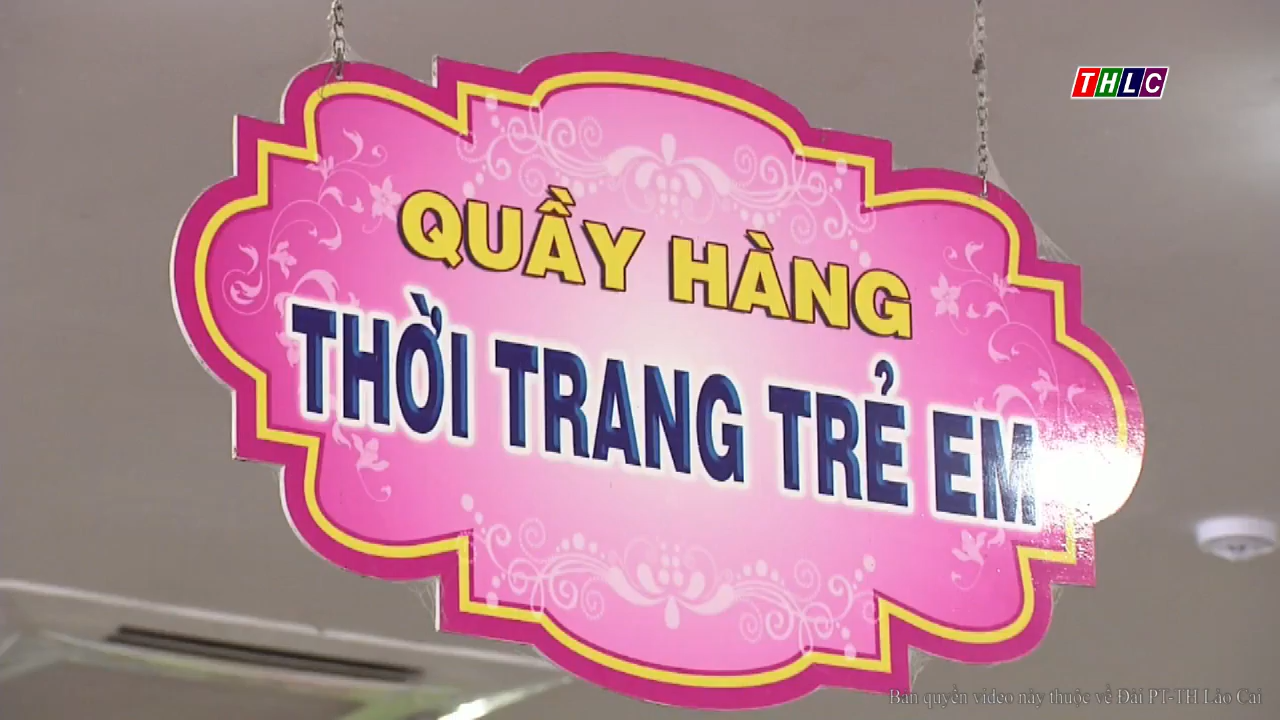 THLC
QUẦY HÀNG
THỜI TRANG TRẺ EM
Bản quyền video này thuộc về Đài PT-TH Lào Cai